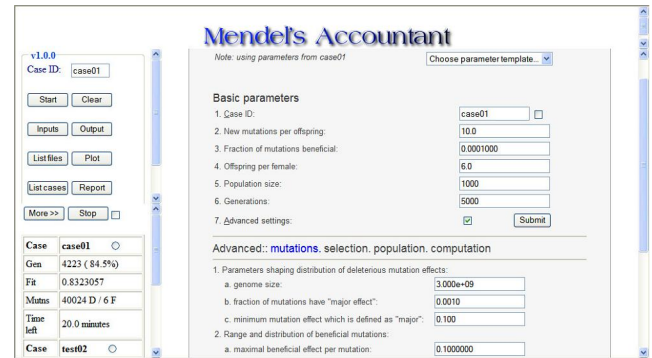 Mendel's Accountant
v1.0.0
Case ID: case01
Start Clear
Inputs Output
List files Plot
List cases Report
More >> Stop
Case case01
Gen 4223 ( 84.5%)
Fit 0.8323057
Mutns 40024 D / 6 F
Time left 20.0 minutes
Case test02
Note: using parameters from case01 Choose parameter template...
Basic parameters
1. Case ID: case01
2. New mutations per offspring: 10.0
3. Fraction of mutations beneficial: 0.0001000
4. Offspring per female: 6.0
5. Population size: 1000
6. Generations: 5000
7. Advanced settings: Submit
Advanced:: mutations. selection. population. computation
1. Parameters shaping distribution of deleterious mutation effects:
a. genome size: 3.000e+09
b. fraction of mutations have "major effect": 0.0010
c. minimum mutation effect which is defined as "major": 0.100
2. Range and distribution of beneficial mutations:
a. maximal beneficial effect per mutation: 0.1000000